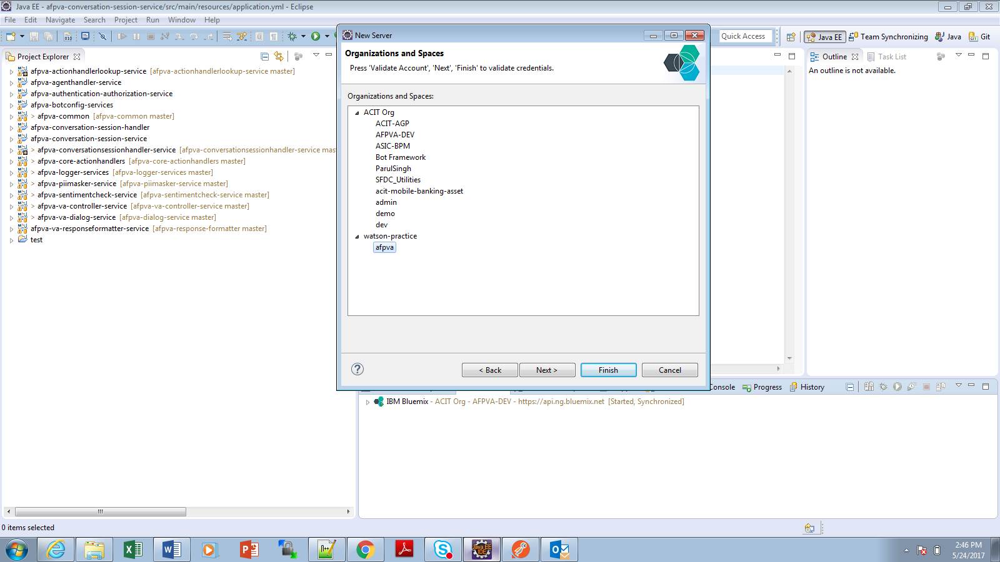 Java EE - afpva-conversation-session-service/src/main/resources/application.yml - Eclipse
File Edit Navigate Search Project Run Window Help
Quick Access
Java EE
Team Synchronizing
Java
Git
Project Explorer
afpva-actionhandlerlookup-service [afpva-actionhandlerlookup-service master]
afpva-agenthandler-service
afpva-authentication-authorization-service
afpva-botconfig-services
> afpva-common [afpva-common master]
afpva-conversation-session-handler
afpva-conversation-session-service
> afpva-conversationsessionhandler-service [afpva-conversationsessionhandler-service mas
> afpva-core-actionhandlers [afpva-core-actionhandlers master]
> afpva-logger-services [afpva-logger-services master]
> afpva-piimasker-service [afpva-piimasker-service master]
> afpva-sentimentcheck-service [afpva-sentimentcheck-service master]
> afpva-va-controller-service [afpva-va-controller-service master]
> afpva-va-dialog-service [afpva-dialog-service master]
afpva-va-responseformatter-service [afpva-response-formatter master]
test
New Server
Organizations and Spaces
Press 'Validate Account', 'Next', 'Finish' to validate credentials.
Organizations and Spaces:
ACIT Org
ACIT-AGP
AFPVA-DEV
ASIC-BPM
Bot Framework
ParulSingh
SFDC_Utilities
acit-mobile-banking-asset
admin
demo
dev
watson-practice
afpva
?
< Back
Next >
Finish
Cancel
Outline
Task List
An outline is not available.
Console
Progress
History
IBM Bluemix - ACIT Org - AFPVA-DEV - https://api.ng.bluemix.net [Started, Synchronized]
0 items selected
Java EE
IDE
2:46 PM
5/24/2017